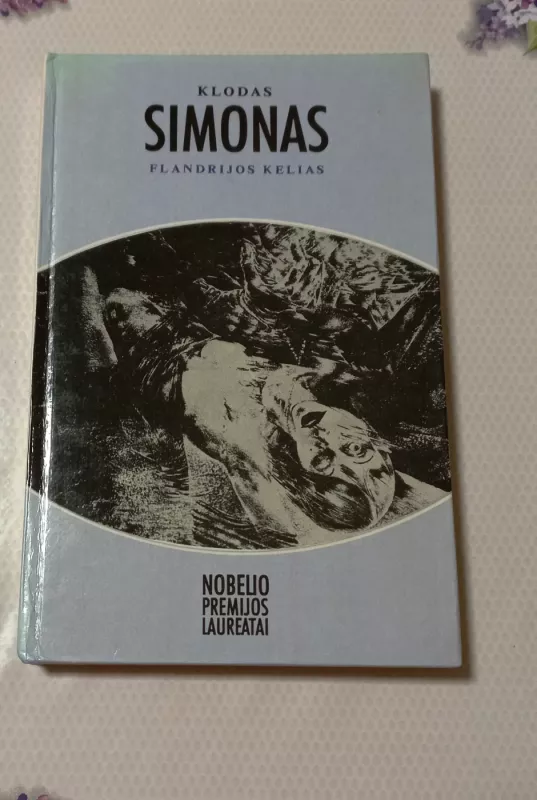 KLODAS
SIMONAS
FLANDRIJOS KELIAS
NOBELIO
PREMIJOS
LAUREATAI